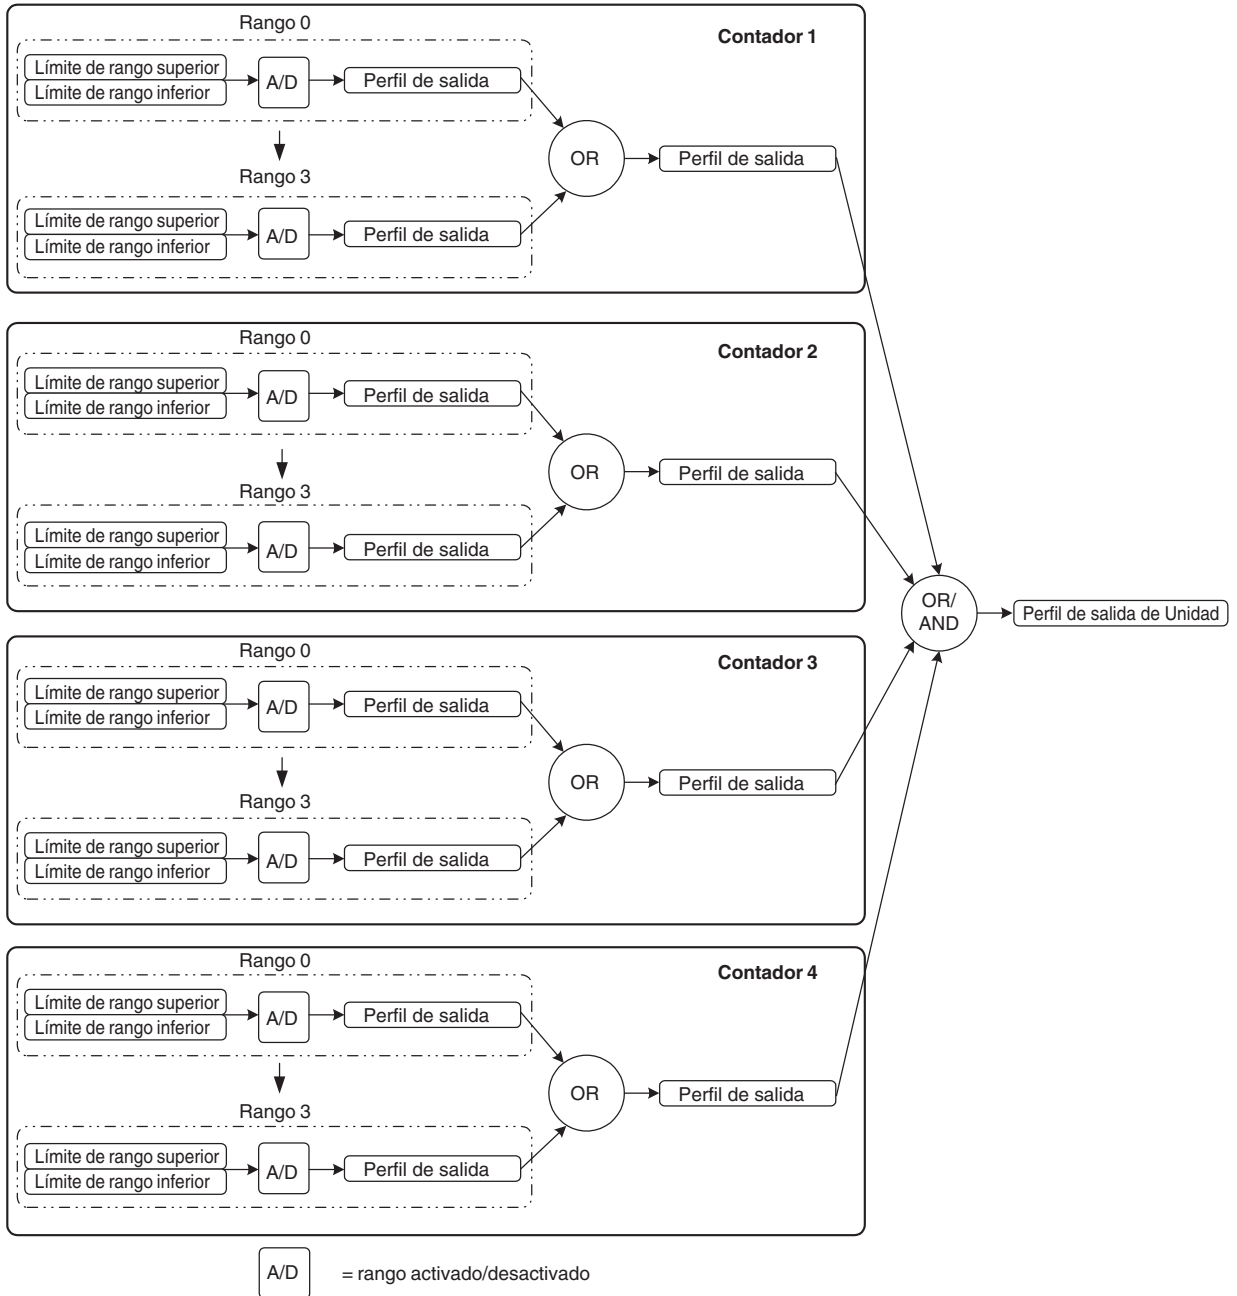 Rango 0
Contador 1
Límite de rango superior
Límite de rango inferior
A/D
Perfil de salida
OR
Perfil de salida
Rango 3
Límite de rango superior
Límite de rango inferior
A/D
Perfil de salida
Rango 0
Contador 2
Límite de rango superior
Límite de rango inferior
A/D
Perfil de salida
OR
Perfil de salida
Rango 3
Límite de rango superior
Límite de rango inferior
A/D
Perfil de salida
OR/
AND
Perfil de salida de Unidad
Rango 0
Contador 3
Límite de rango superior
Límite de rango inferior
A/D
Perfil de salida
OR
Perfil de salida
Rango 3
Límite de rango superior
Límite de rango inferior
A/D
Perfil de salida
Rango 0
Contador 4
Límite de rango superior
Límite de rango inferior
A/D
Perfil de salida
OR
Perfil de salida
Rango 3
Límite de rango superior
Límite de rango inferior
A/D
Perfil de salida
A/D = rango activado/desactivado